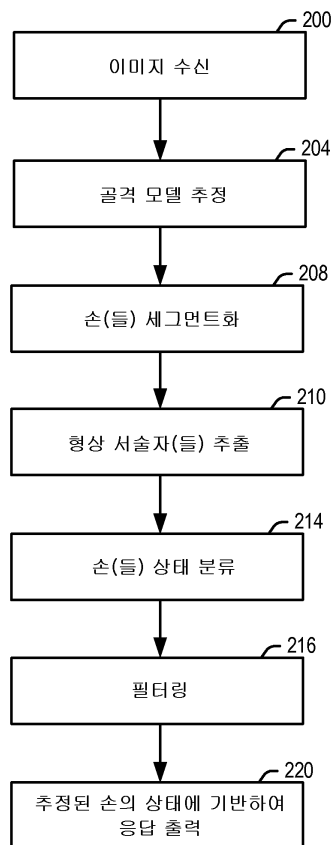 200
이미지 수신
204
골격 모델 추정
208
손(들) 세그먼트화
210
형상 서술자(들) 추출
214
손(들) 상태 분류
216
필터링
220
추정된 손의 상태에 기반하여
응답 출력